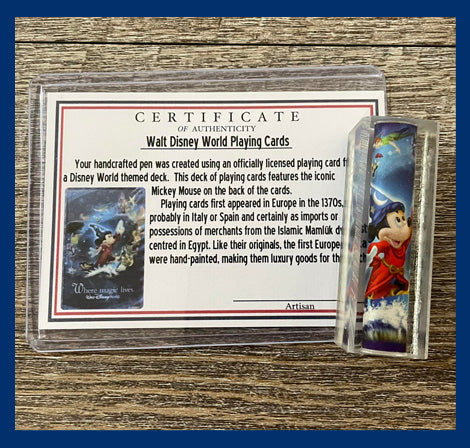 CERTIFICATE
OF AUTHENTICITY
Walt Disney World Playing Cards
Your handcrafted pen was created using an officially licensed playing card
a Disney World themed deck. This deck of playing cards features the iconic
Mickey Mouse on the back of the cards.
Playing cards first appeared in Europe in the 1370s,
probably in Italy or Spain and certainly as imports or
possessions of merchants from the Islamic Mamlūk
centred in Egypt. Like their originals, the first
were hand-painted, making them luxury goods for
Where magic lives.
Walt Disney World
Artisan